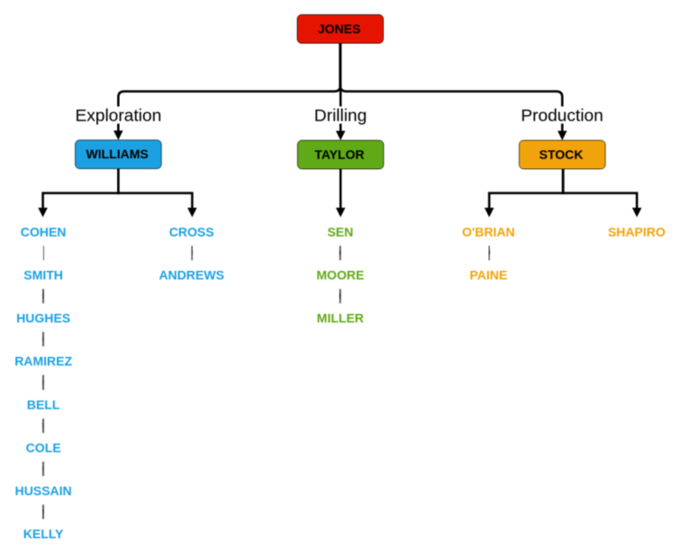 JONES
Exploration Drilling Production
WILLIAMS TAYLOR STOCK
COHEN CROSS SEN O'BRIAN SHAPIRO
SMITH ANDREWS MOORE PAINE
HUGHES MILLER
RAMIREZ
BELL
COLE
HUSSAIN
KELLY